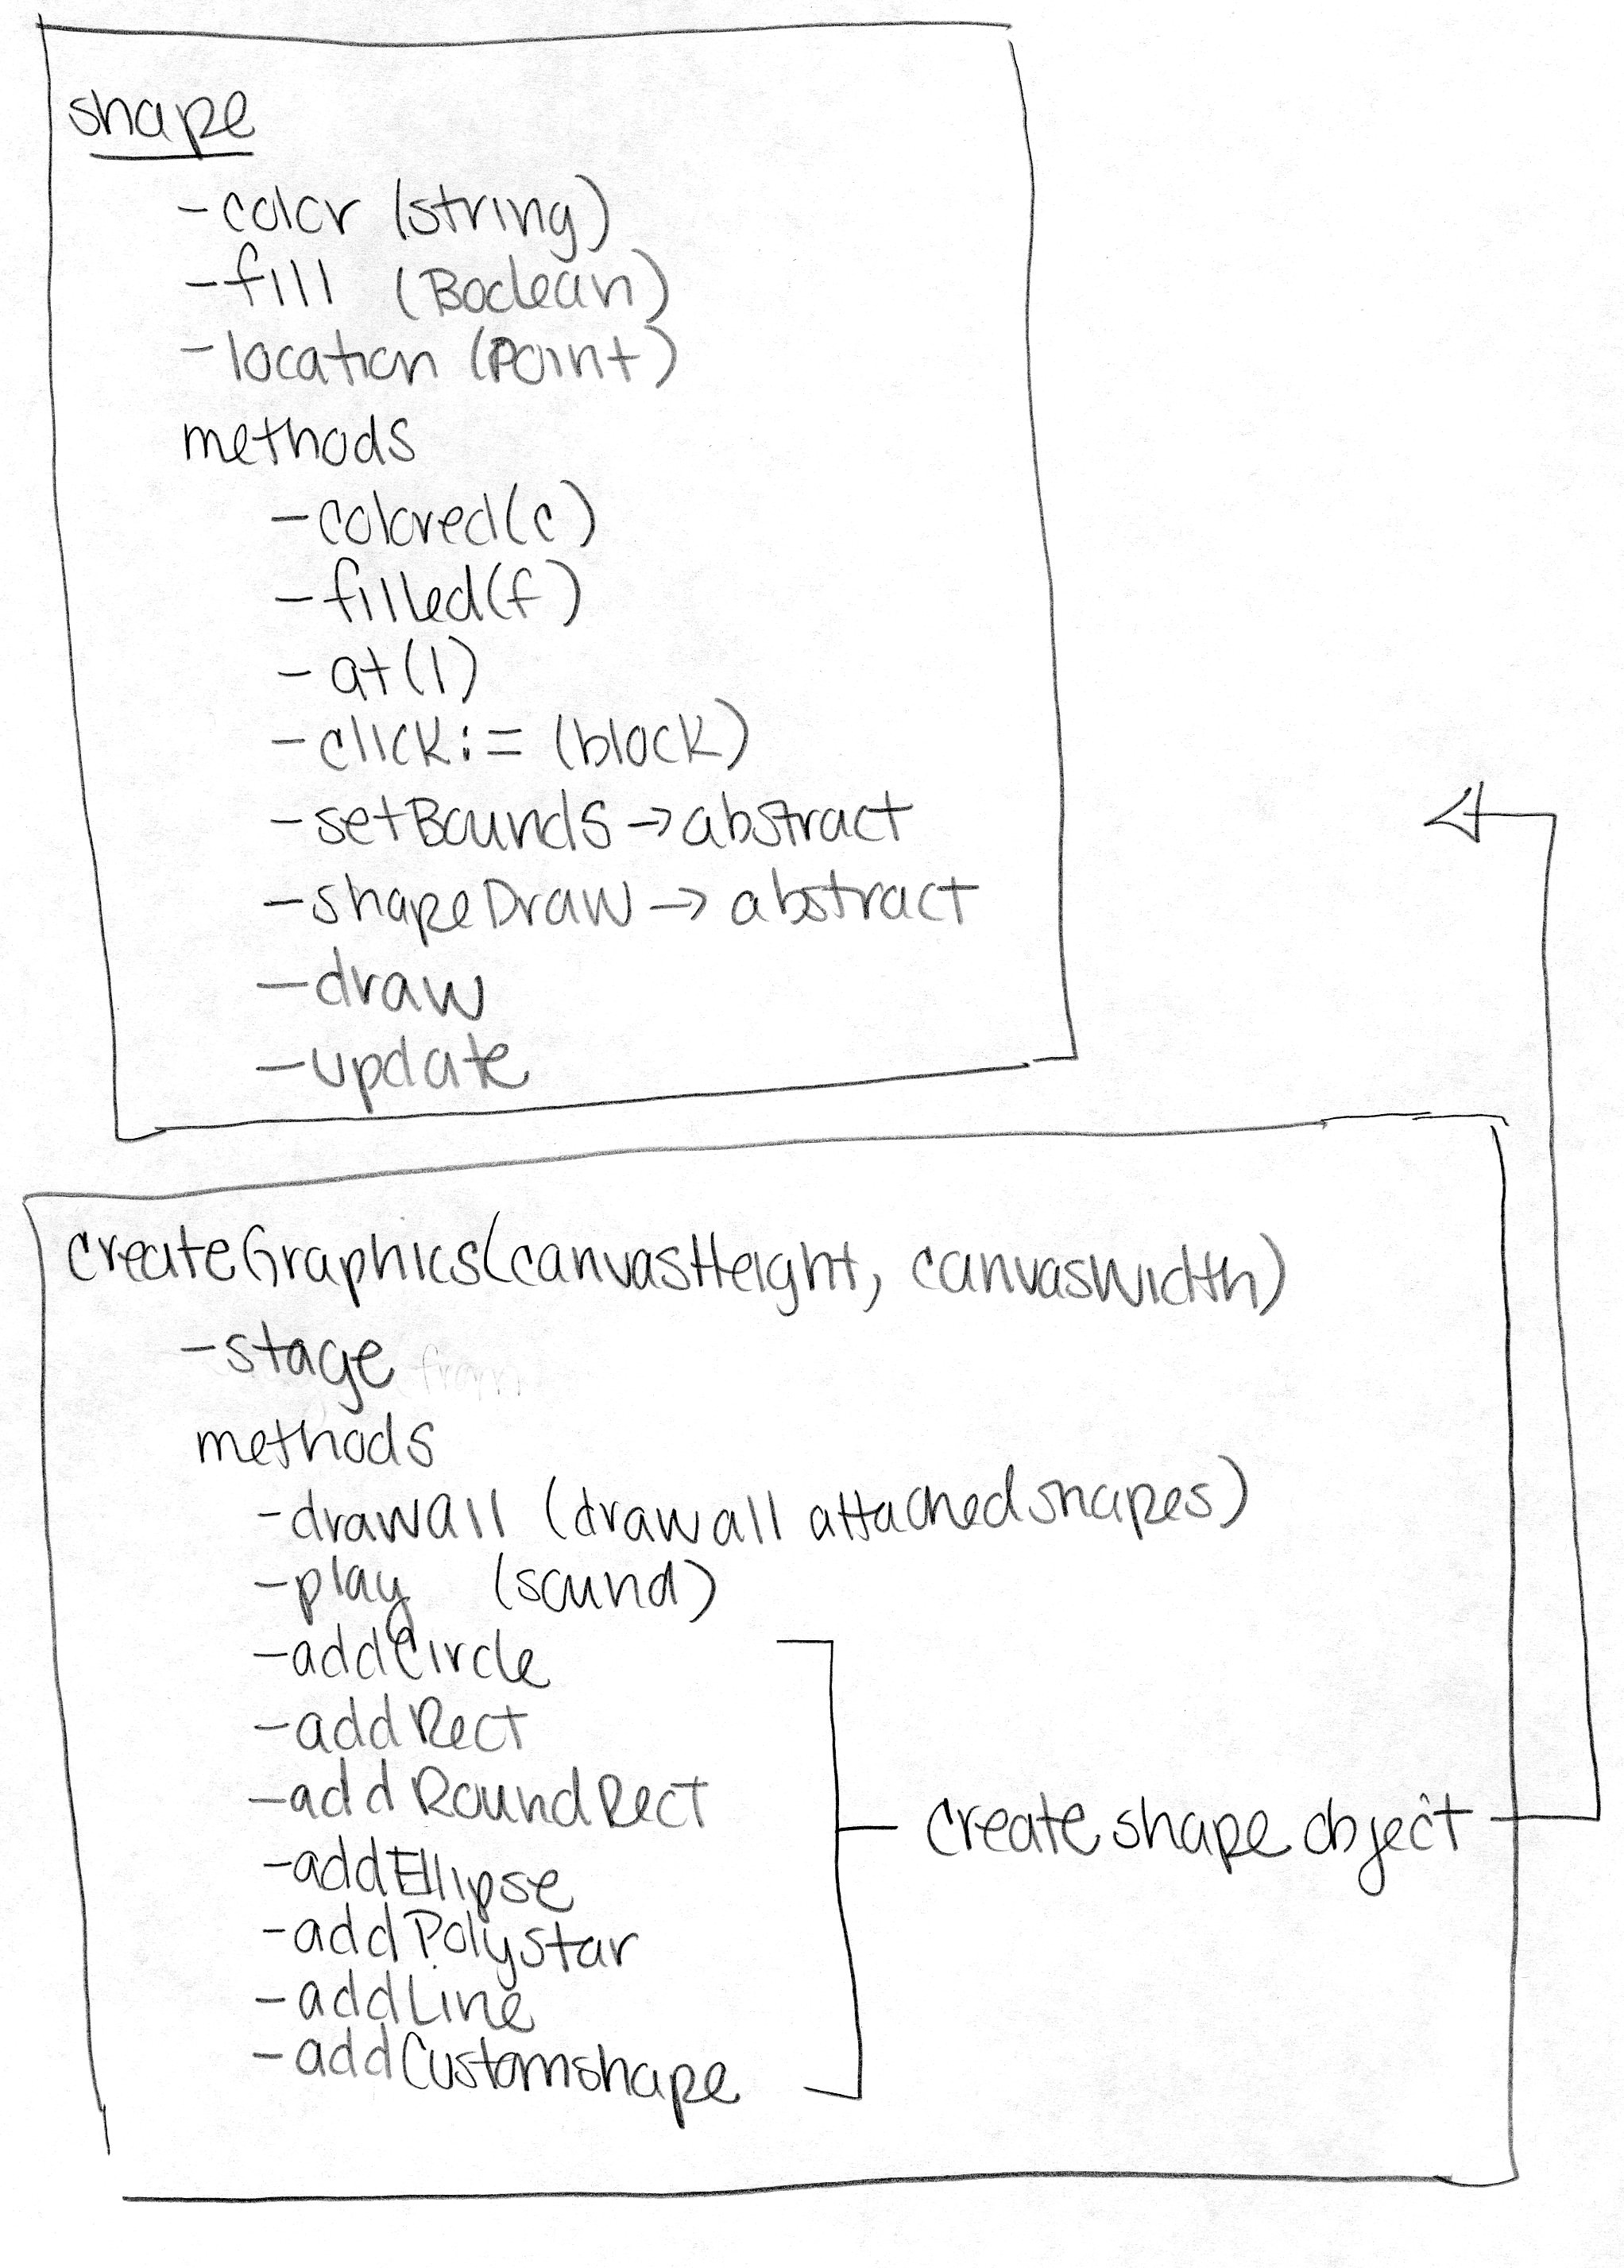 shape
-color (string)
-fill (Boolean)
-location (Point)
methods
-colored(c)
-filled(f)
-at(l)
-click:= (block)
-setBounds → abstract
-shapeDraw → abstract
-draw
-update
createGraphics(canvasHeight, canvasWidth)
-stage
methods
-drawall (draw all attached shapes)
-play (sound)
-addCircle
-addRect
-addRoundRect
-addEllipse
-addPolystar
-addLine
-addCustomshape
create shape object